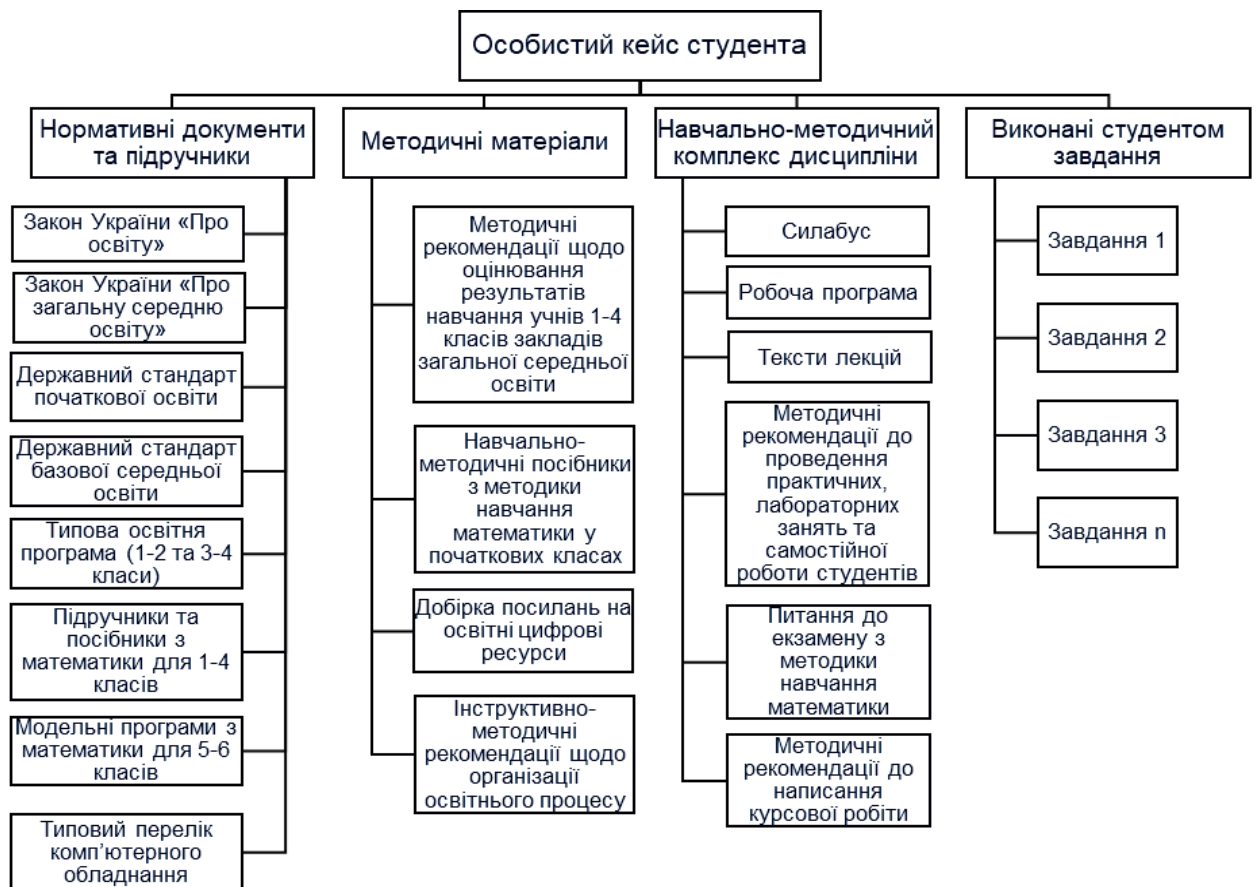 Особистий кейс студента
Нормативні документи
та підручники
Закон України «Про
освіту»
Закон України «Про
загальну середню
освіту»
Державний стандарт
початкової освіти
Державний стандарт
базової середньої
освіти
Типова освітня
програма (1-2 та 3-4
класи)
Підручники та
посібники з
математики для 1-4
класів
Модельні програми з
математики для 5-6
класів
Типовий перелік
комп’ютерного
обладнання
Методичні матеріали
Методичні
рекомендації щодо
оцінювання
результатів
навчання учнів 1-4
класів закладів
загальної середньої
освіти
Навчально-
методичні посібники
з методики
навчання
математики у
початкових класах
Добірка посилань на
освітні цифрові
ресурси
Інструктивно-
методичні
рекомендації щодо
організації
освітнього процесу
Навчально-методичний
комплекс дисципліни
Силабус
Робоча програма
Тексти лекцій
Методичні
рекомендації до
проведення
практичних,
лабораторних
занять та
самостійної
роботи студентів
Питання до
екзамену з
методики
навчання
математики
Методичні
рекомендації до
написання
курсової робіти
Виконані студентом
завдання
Завдання 1
Завдання 2
Завдання 3
Завдання n